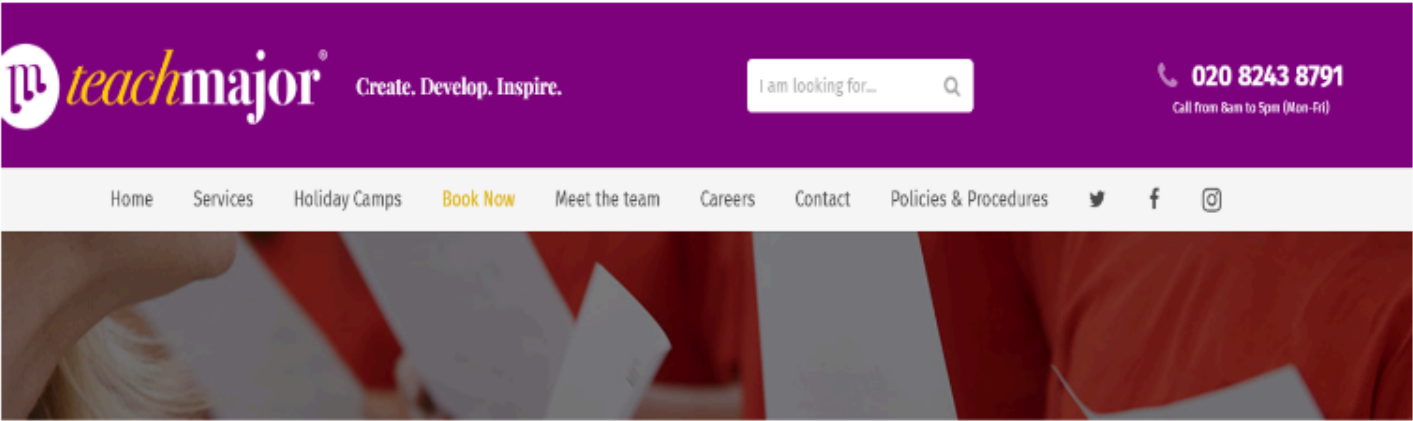 teachmajor®
Create. Develop. Inspire.
I am looking for...
020 8243 8791
Call from 8am to 5pm (Mon-Fri)
Home Services Holiday Camps Book Now Meet the team Careers Contact Policies & Procedures